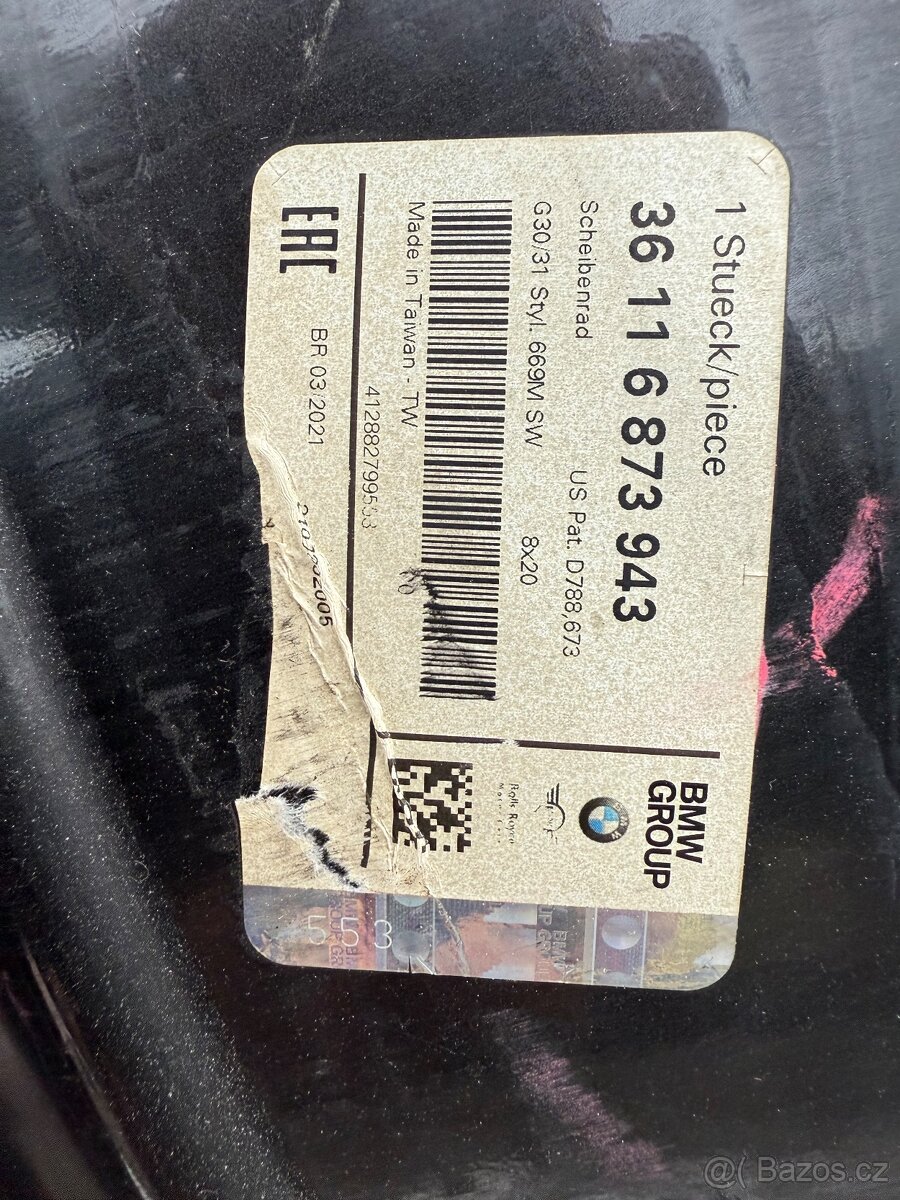 1 Stueck/piece
36 11 6 873 943
Scheibenrad
US Pat. D788,673
G30/31 Styl. 669M SW
8x20
Made in Taiwan - TW
EAC
BR 03/2021
BMW
GROUP
Rolls Royce
558
@( Bazos.cz